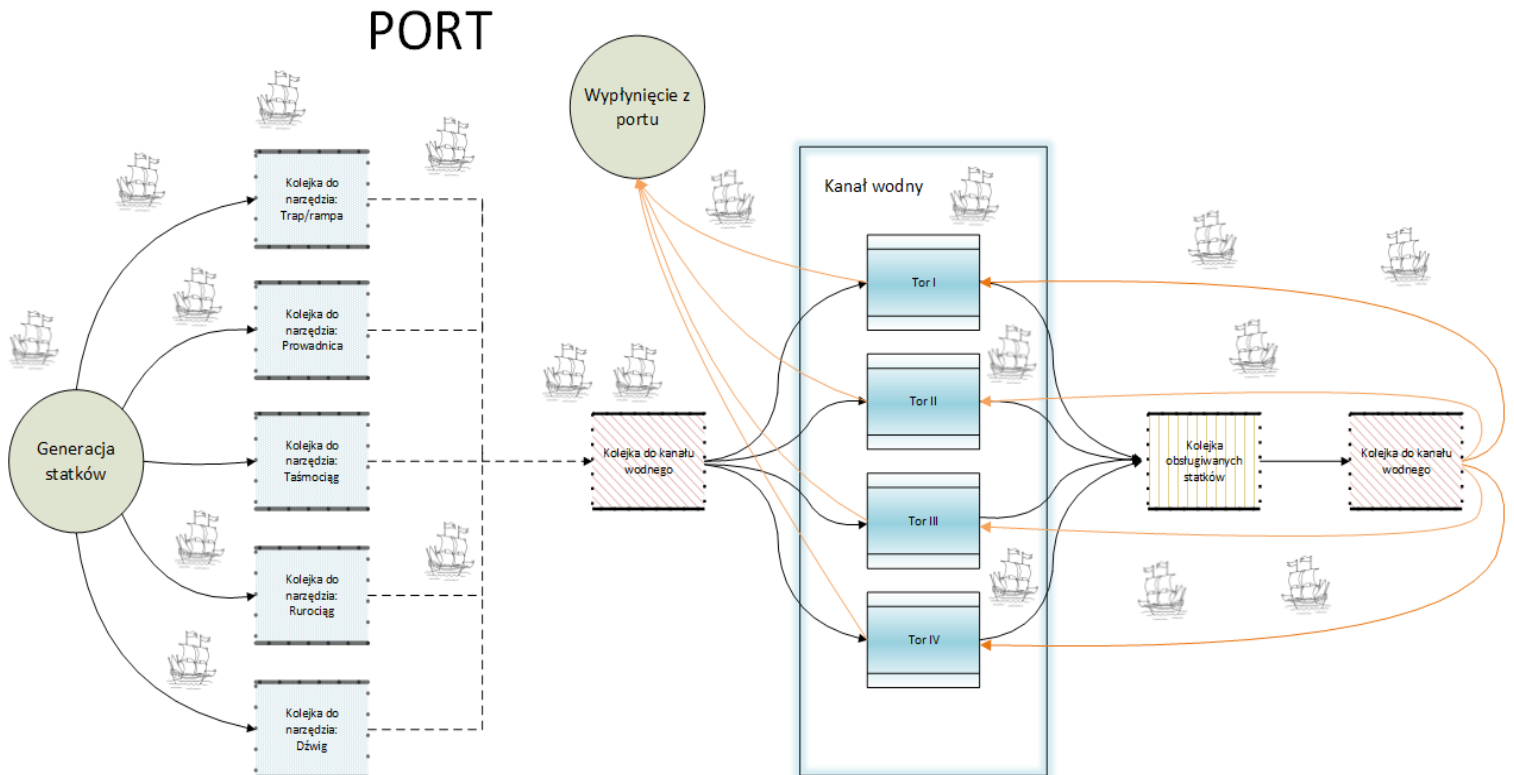 PORT
Wypłynięcie z
portu
Kolejka do
narzędzia:
Trap/rampa
Kanał wodny
Tor I
Kolejka do
narzędzia:
Prowadnica
Tor II
Generacja
statków
Kolejka do
narzędzia:
Taśmociąg
Kolejka do kanału
wodnego
Kolejka
obsługiwanych
statków
Kolejka do kanału
wodnego
Tor III
Kolejka do
narzędzia:
Rurociąg
Tor IV
Kolejka do
narzędzia:
Dźwig